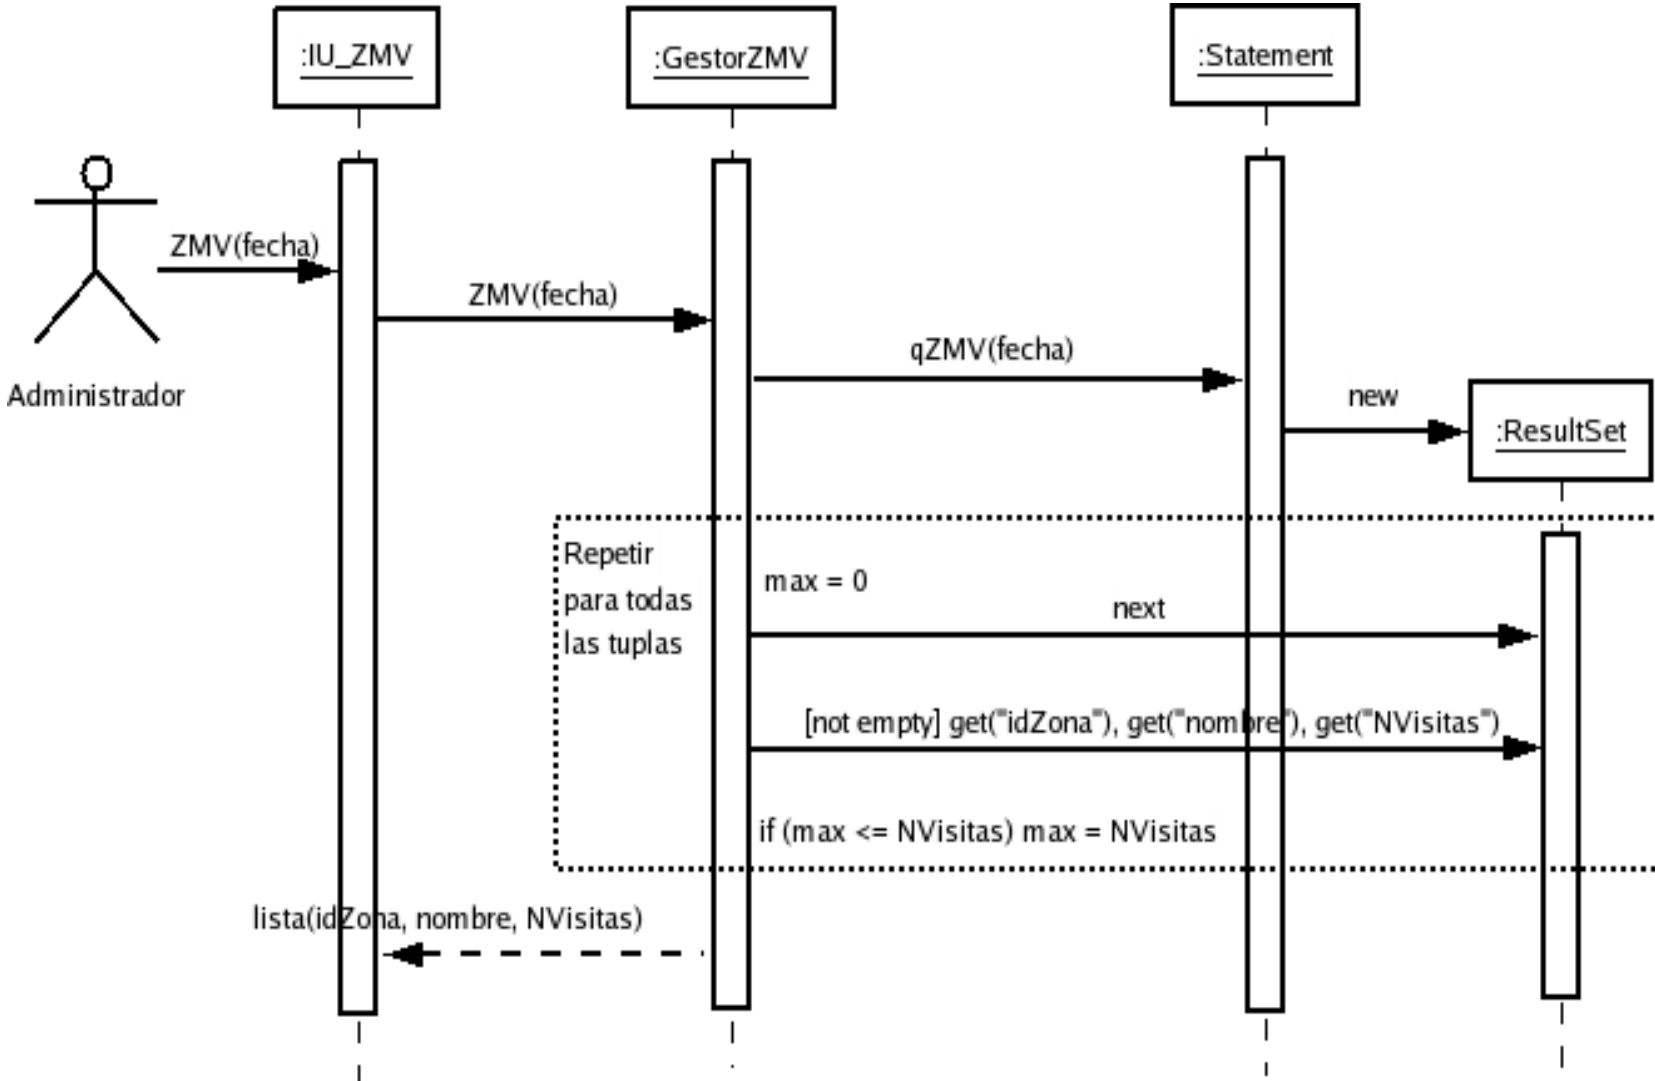 :IU_ZMV
:GestorZMV
:Statement
ZMV(fecha)
ZMV(fecha)
qZMV(fecha)
Administrador
new
:ResultSet
Repetir
para todas
las tuplas
max = 0
next
[not empty] get("idZona"), get("nombre"), get("NVisitas")
if (max <= NVisitas) max = NVisitas
lista(idZona, nombre, NVisitas)